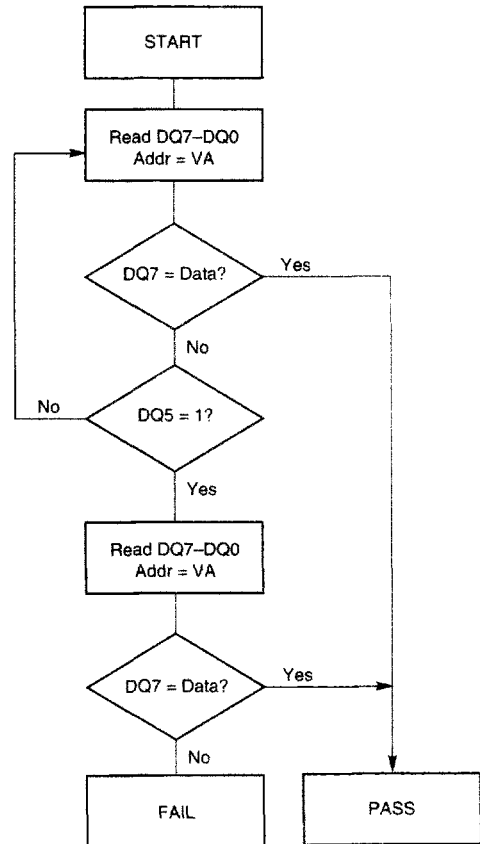 START
Read DQ7–DQ0
Addr = VA
DQ7 = Data?
Yes
No
No
DQ5 = 1?
Yes
Read DQ7–DQ0
Addr = VA
DQ7 = Data?
Yes
No
FAIL
PASS